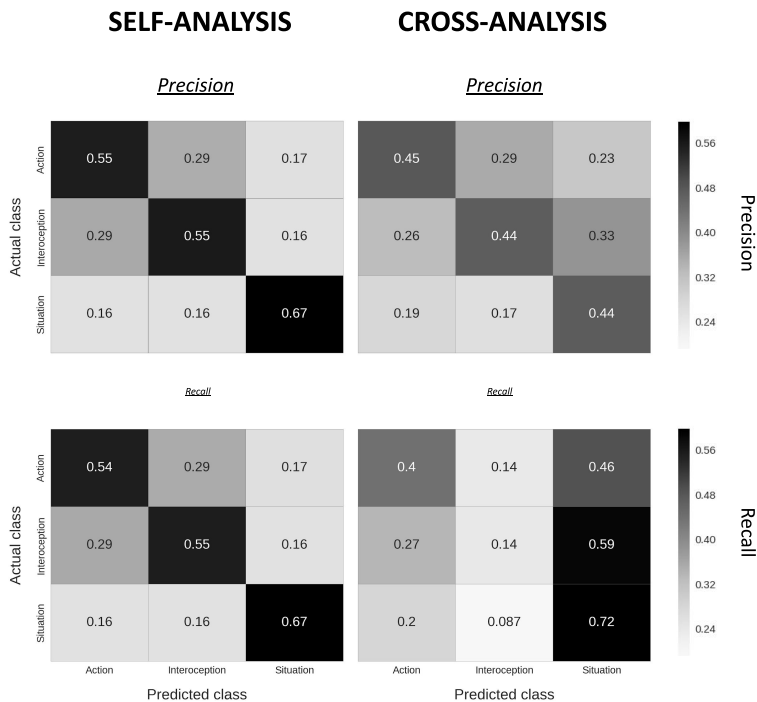 SELF-ANALYSIS CROSS-ANALYSIS
Precision Precision
Actual class
Action 0.55 0.29 0.17 0.45 0.29 0.23
Interoception 0.29 0.55 0.16 0.26 0.44 0.33
Situation 0.16 0.16 0.67 0.19 0.17 0.44
0.56
0.48
0.40
0.32
0.24
Precision
Recall Recall
Actual class
Action 0.54 0.29 0.17 0.4 0.14 0.46
Interoception 0.29 0.55 0.16 0.27 0.14 0.59
Situation 0.16 0.16 0.67 0.2 0.087 0.72
0.56
0.48
0.40
0.32
0.24
Recall
Action Interoception Situation Action Interoception Situation
Predicted class Predicted class